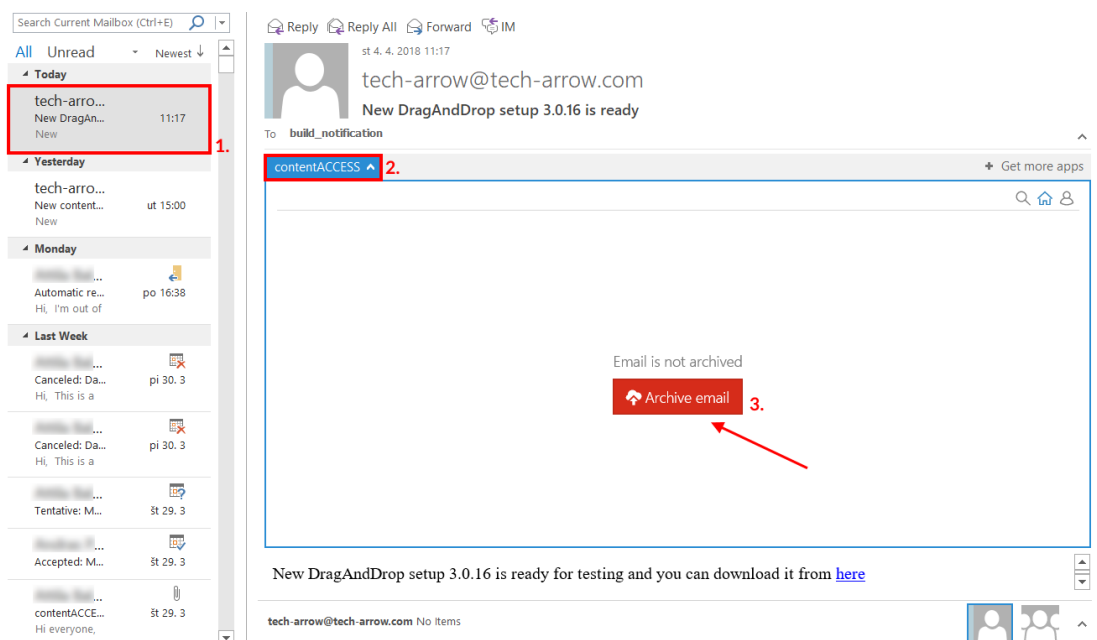 Search Current Mailbox (Ctrl+E)
All Unread Newest
Today
tech-arro...
New DragAn... 11:17
New
1.
Yesterday
tech-arro...
New content... ut 15:00
New
Monday
Automatic re... po 16:38
Hi, I'm out of
Last Week
Canceled: Da... pi 30. 3
Hi, This is a
Canceled: Da... pi 30. 3
Hi, This is a
Tentative: M... št 29. 3
Accepted: M... št 29. 3
contentACCE... št 29. 3
Hi everyone,
Reply Reply All Forward IM
st 4. 4. 2018 11:17
tech-arrow@tech-arrow.com
New DragAndDrop setup 3.0.16 is ready
To build_notification
contentACCESS 2. + Get more apps
Email is not archived
Archive email 3.
New DragAndDrop setup 3.0.16 is ready for testing and you can download it from here
tech-arrow@tech-arrow.com No Items